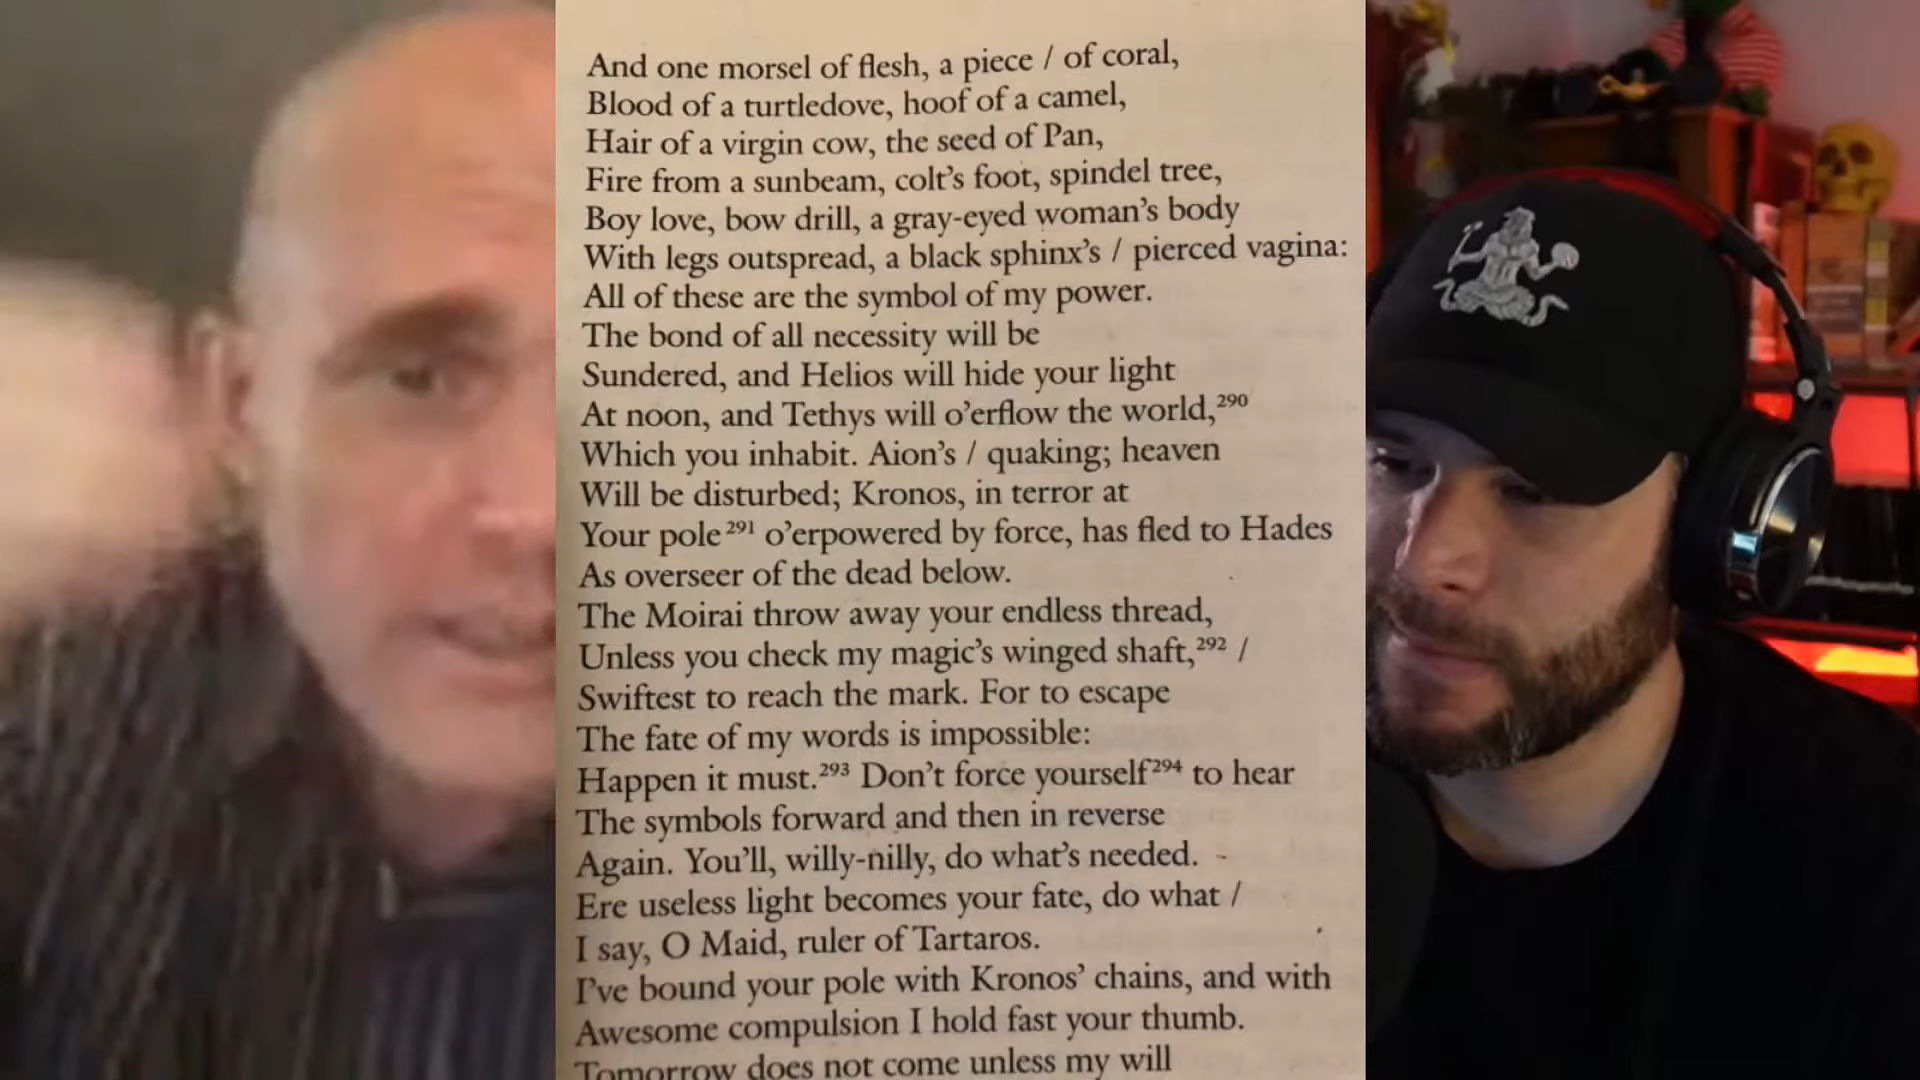 And one morsel of flesh, a piece / of coral,
Blood of a turtledove, hoof of a camel,
Hair of a virgin cow, the seed of Pan,
Fire from a sunbeam, colt's foot, spindel tree,
Boy love, bow drill, a gray-eyed woman's body
With legs outspread, a black sphinx's / pierced vagina:
All of these are the symbol of my power.
The bond of all necessity will be
Sundered, and Helios will hide your light
At noon, and Tethys will o'erflow the world,²⁹⁰
Which you inhabit. Aion's / quaking; heaven
Will be disturbed; Kronos, in terror at
Your pole²⁹¹ o'erpowered by force, has fled to Hades
As overseer of the dead below.
The Moirai throw away your endless thread,
Unless you check my magic's winged shaft,²⁹² /
Swiftest to reach the mark. For to escape
The fate of my words is impossible:
Happen it must.²⁹³ Don't force yourself²⁹⁴ to hear
The symbols forward and then in reverse
Again. You'll, willy-nilly, do what's needed.
Ere useless light becomes your fate, do what /
I say, O Maid, ruler of Tartaros.
I've bound your pole with Kronos' chains, and with
Awesome compulsion I hold fast your thumb.
Tomorrow does not come unless my will